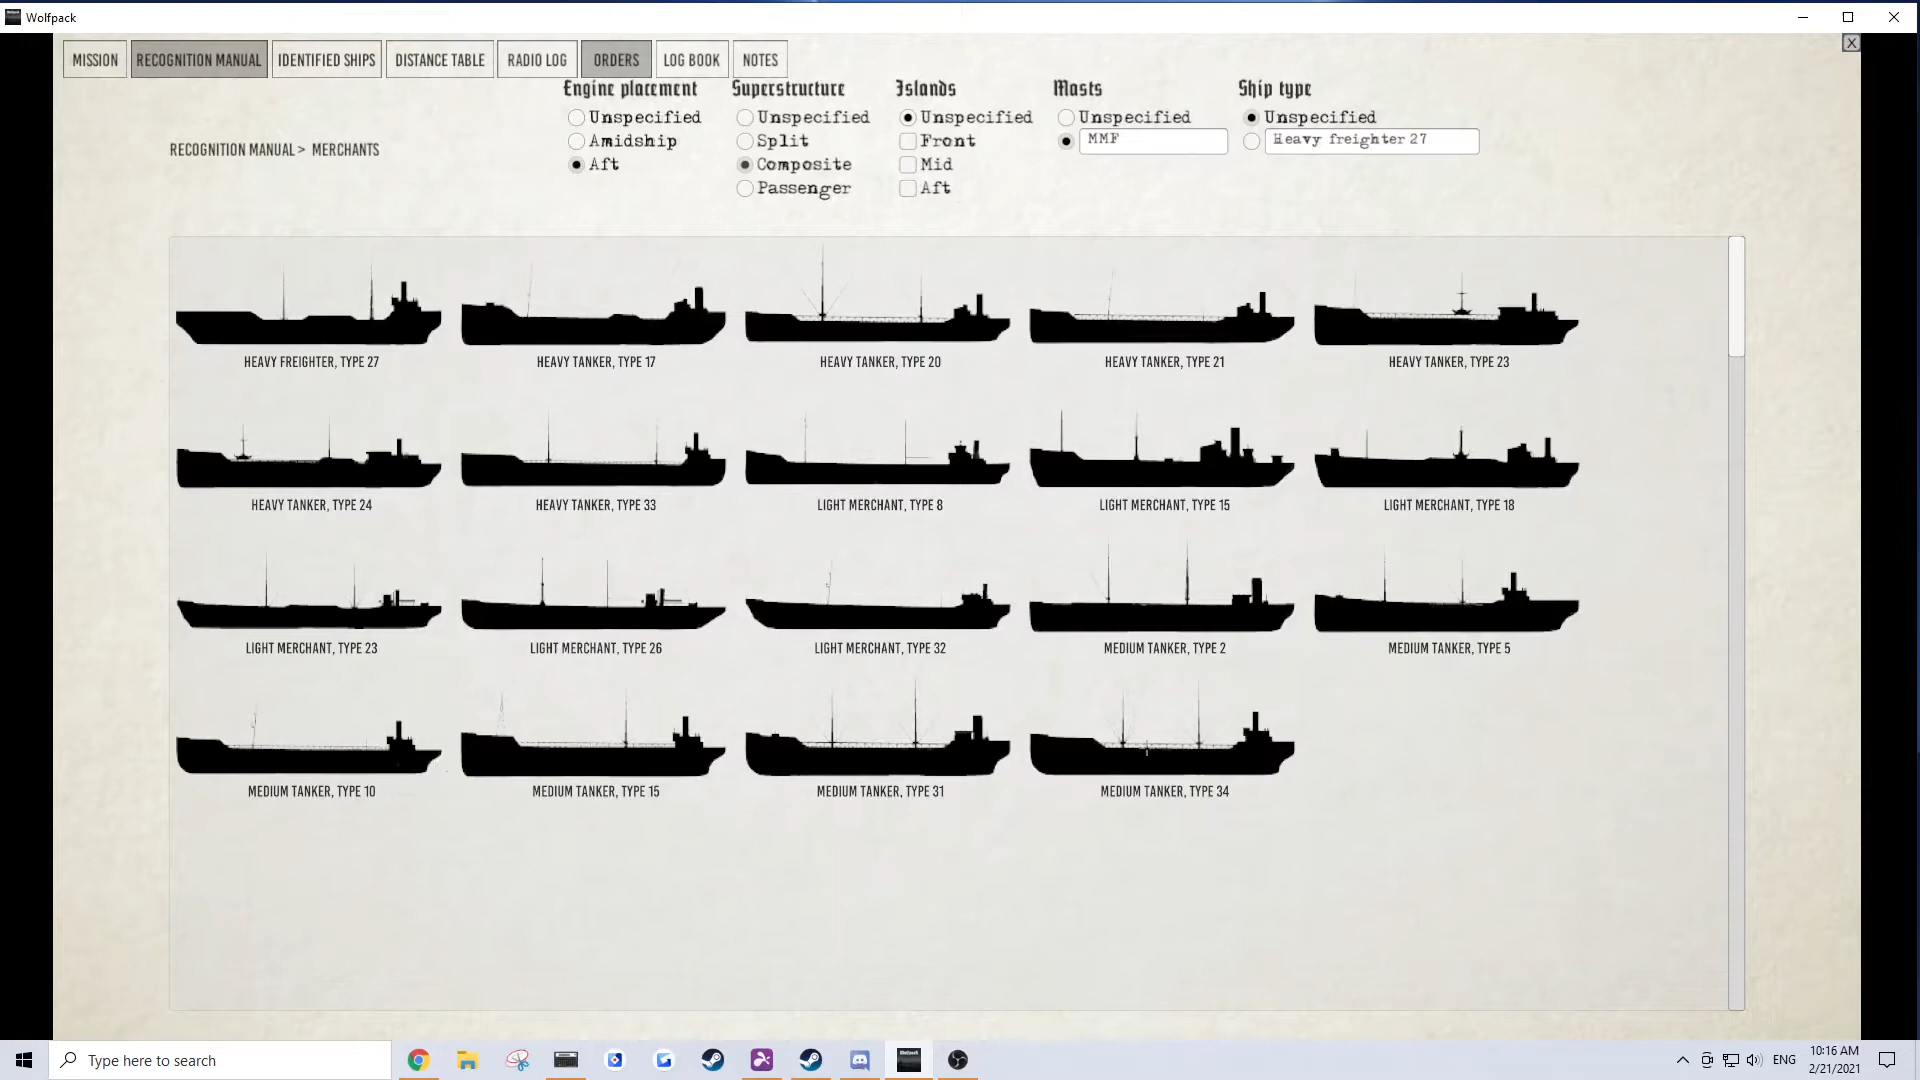 Wolfpack
MISSION RECOGNITION MANUAL IDENTIFIED SHIPS DISTANCE TABLE RADIO LOG ORDERS LOG BOOK NOTES
X
Engine placement Superstructure Islands Masts Ship type
Unspecified Unspecified Unspecified Unspecified Unspecified
Amidship Split Front MMF Heavy freighter 27
RECOGNITION MANUAL > MERCHANTS
Aft Composite Mid
Passenger Aft
HEAVY FREIGHTER, TYPE 27 HEAVY TANKER, TYPE 17 HEAVY TANKER, TYPE 20 HEAVY TANKER, TYPE 21 HEAVY TANKER, TYPE 23
HEAVY TANKER, TYPE 24 HEAVY TANKER, TYPE 33 LIGHT MERCHANT, TYPE 8 LIGHT MERCHANT, TYPE 15 LIGHT MERCHANT, TYPE 18
LIGHT MERCHANT, TYPE 23 LIGHT MERCHANT, TYPE 26 LIGHT MERCHANT, TYPE 32 MEDIUM TANKER, TYPE 2 MEDIUM TANKER, TYPE 5
MEDIUM TANKER, TYPE 10 MEDIUM TANKER, TYPE 15 MEDIUM TANKER, TYPE 31 MEDIUM TANKER, TYPE 34
Type here to search
ENG
10:16 AM
2/21/2021